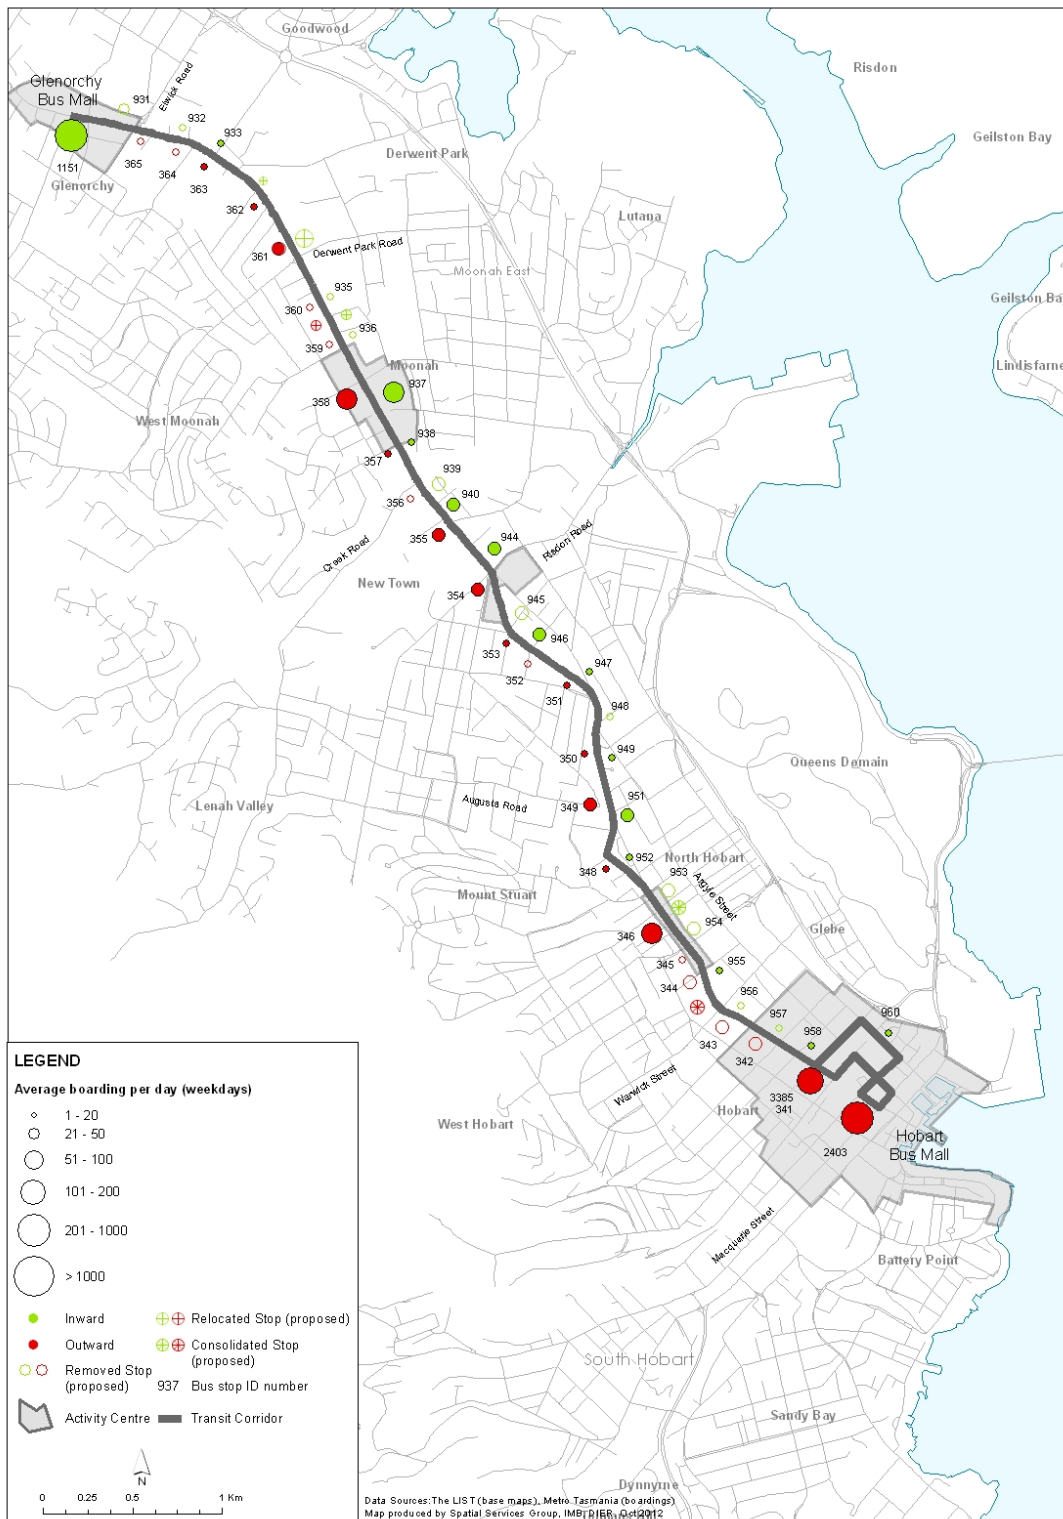 Goodwood
Risdon
Glenorchy
Bus Mall
931
Elwick Road
932
933
Geilston Bay
Derwent Park
1151
365
364
363
Glenorchy
362
Lutana
361
Derwent Park Road
Moonah East
935
Geilston Ba
360
936
359
Moonah
Lindisfarne
937
358
West Moonah
938
357
939
356
940
355
944
Risdon Road
Creek Road
New Town
354
945
946
353
352
947
351
948
350
949
Queens Domain
Lenah Valley
Augusta Road
349
951
952
North Hobart
348
953
Argyle Street
Mount Stuart
954
Glebe
346
345
955
344
956
957
958
960
343
342
Warwick Street
3385
341
Hobart
West Hobart
2403
Hobart
Bus Mall
Macquarie Street
Battery Point
South Hobart
Sandy Bay
Dynnyrne
LEGEND
Average boarding per day (weekdays)
1 - 20
21 - 50
51 - 100
101 - 200
201 - 1000
> 1000
Inward
Relocated Stop (proposed)
Outward
Consolidated Stop
(proposed)
Removed Stop
(proposed)
937 Bus stop ID number
Activity Centre
Transit Corridor
N
0 0.25 0.5 1 Km
Data Sources:The LIST (base maps), Metro Tasmania (boardings)
Map produced by Spatial Services Group, IMB, DIER, Oct 2012